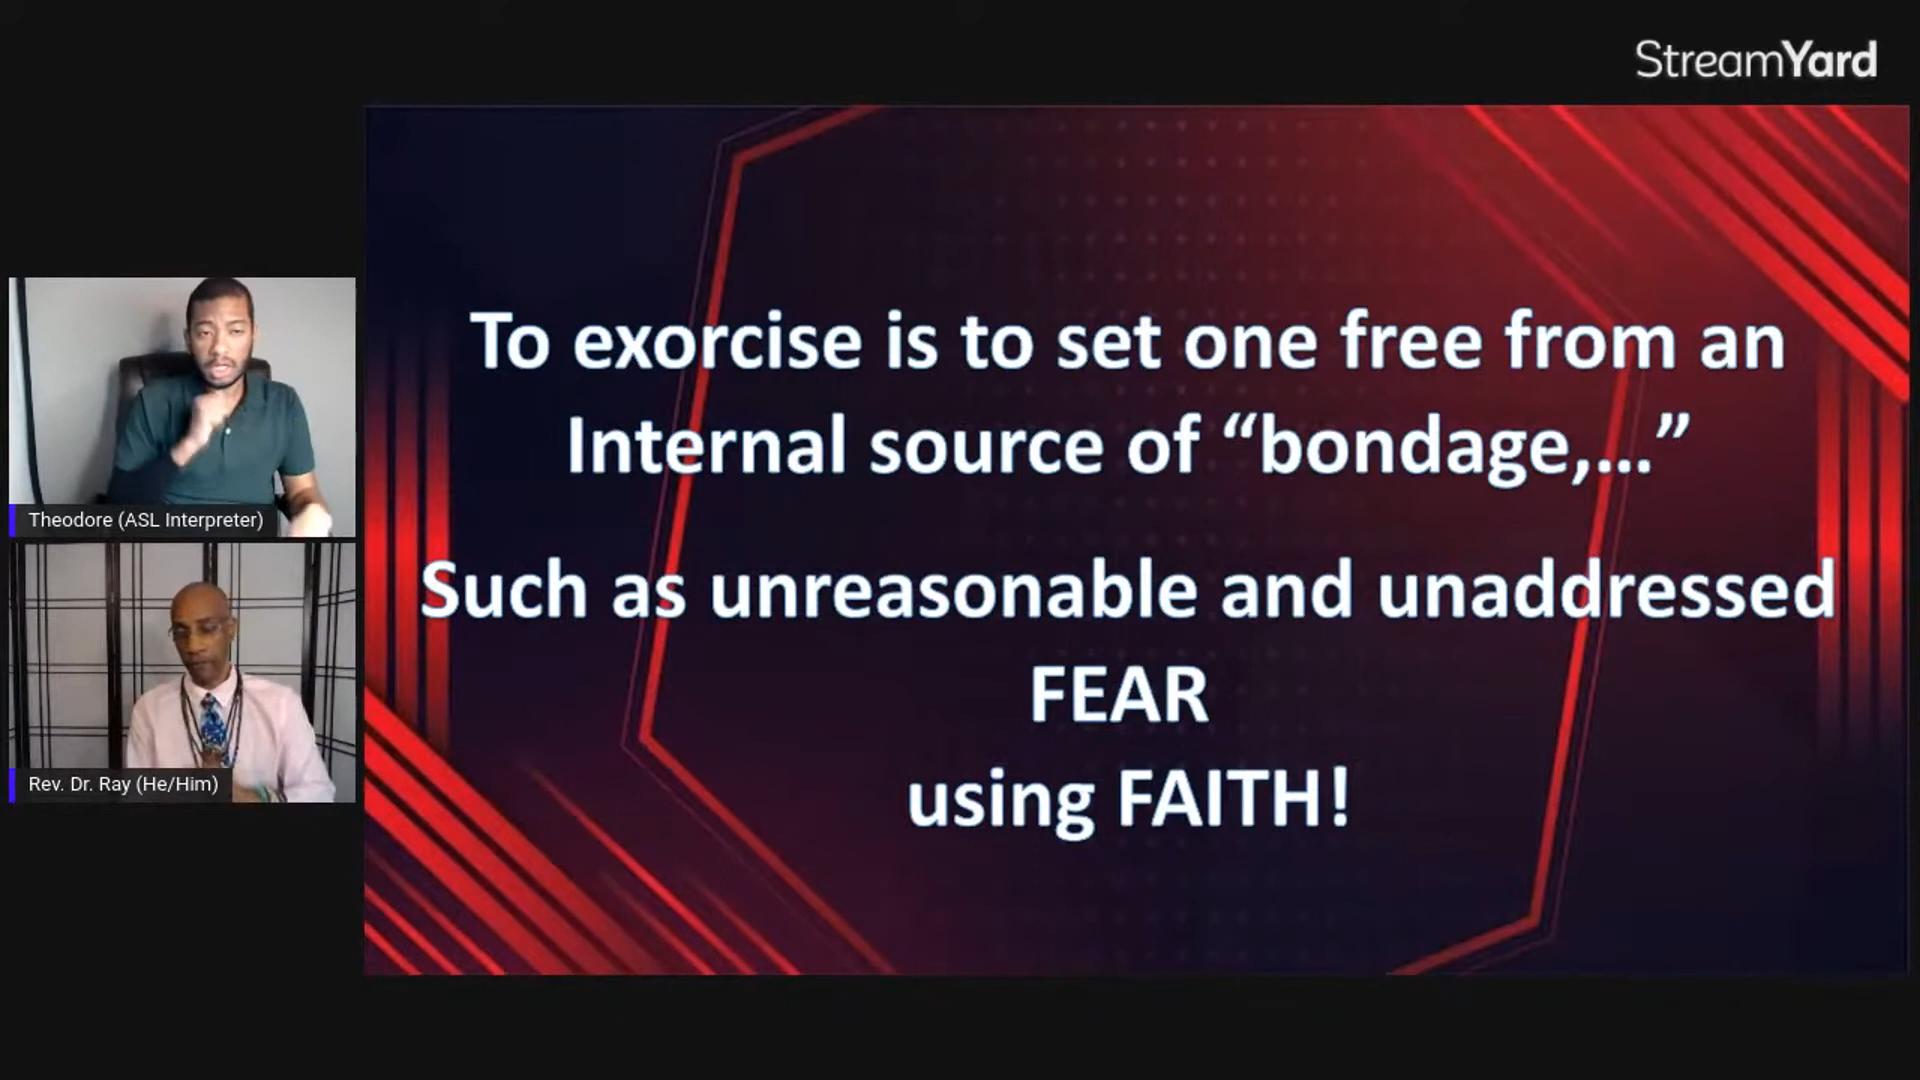 StreamYard
To exorcise is to set one free from an
Internal source of “bondage,…”
Such as unreasonable and unaddressed
FEAR
using FAITH!
Theodore (ASL Interpreter)
Rev. Dr. Ray (He/Him)